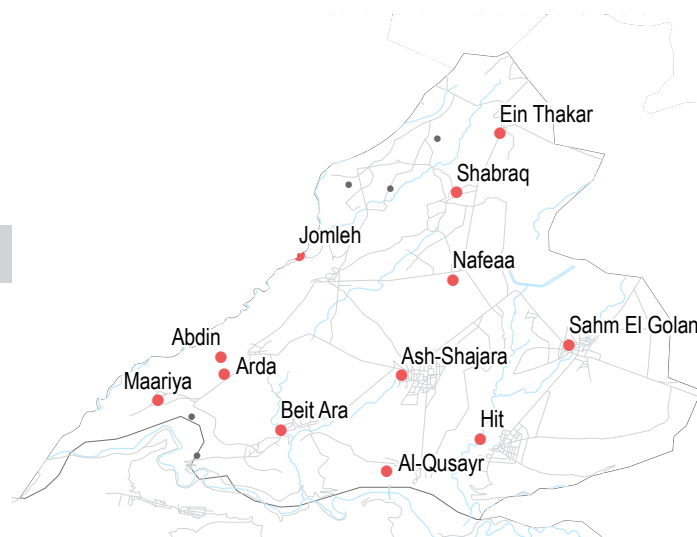 Ein Thakar
Shabraq
Jomleh
Nafeaa
Sahm El Golan
Abdin
Ash-Shajara
Arda
Maariya
Beit Ara
Hit
Al-Qusayr